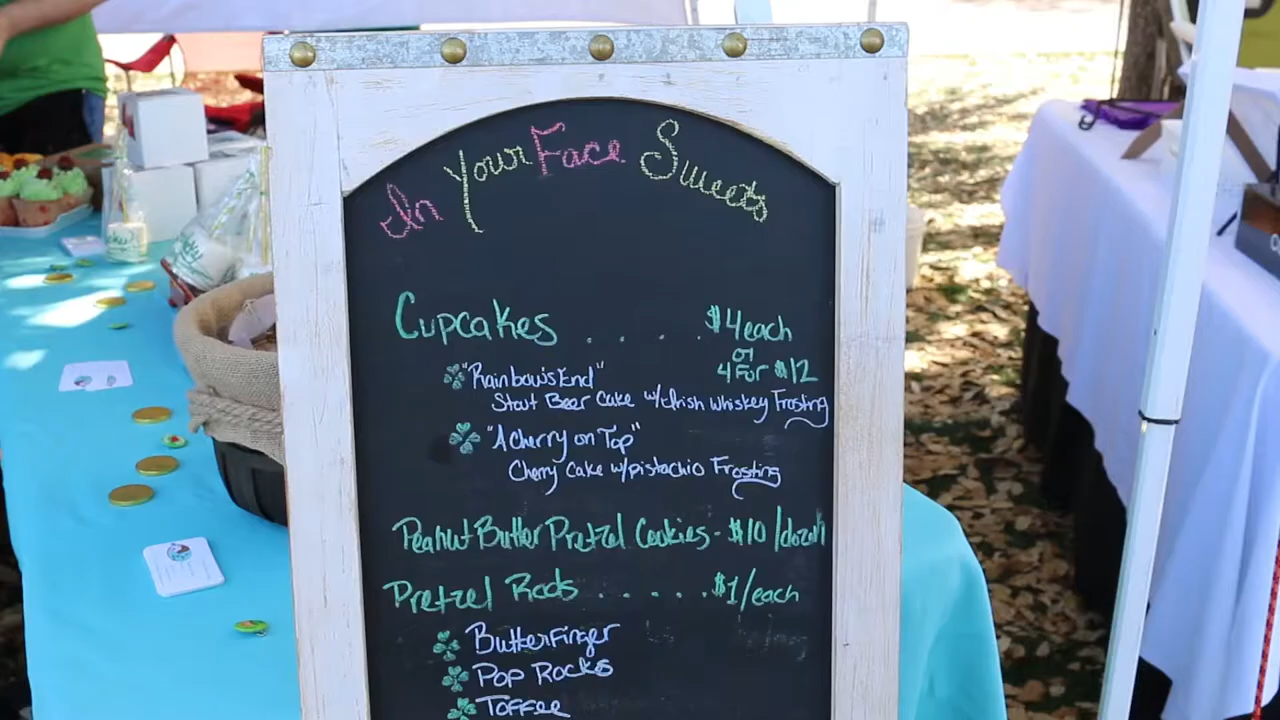 In Your Face Sweets
Cupcakes . . . . . $4 each
or
4 For $12
"Rainbow's End"
Stout Beer Cake w/Irish Whiskey Frosting
"A Cherry on Top"
Cherry Cake w/pistachio Frosting
Peanut Butter Pretzel Cookies - $10 /dozen
Pretzel Rods . . . . . . $1/each
Butterfinger
Pop Rocks
Toffee